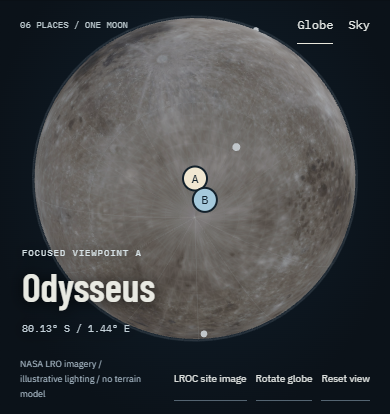 06 PLACES / ONE MOON
Globe Sky
A
B
FOCUSED VIEWPOINT A
Odysseus
80.13° S / 1.44° E
NASA LRO imagery /
illustrative lighting / no terrain
model
LROC site image Rotate globe Reset view